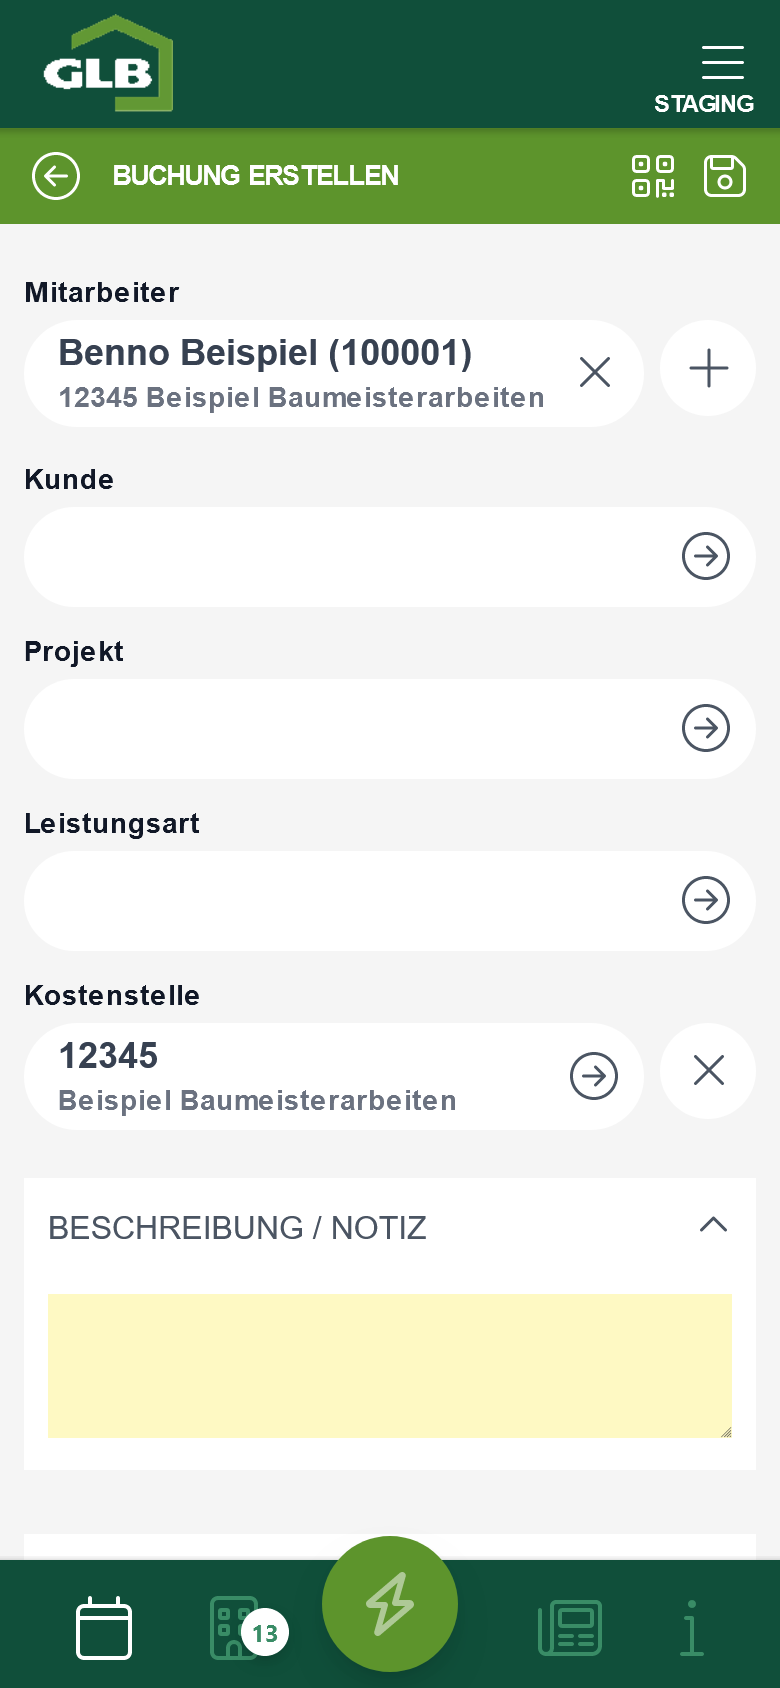 GLB
STAGING
BUCHUNG ERSTELLEN
Mitarbeiter
Benno Beispiel (100001)
12345 Beispiel Baumeisterarbeiten
Kunde
Projekt
Leistungsart
Kostenstelle
12345
Beispiel Baumeisterarbeiten
BESCHREIBUNG / NOTIZ
13